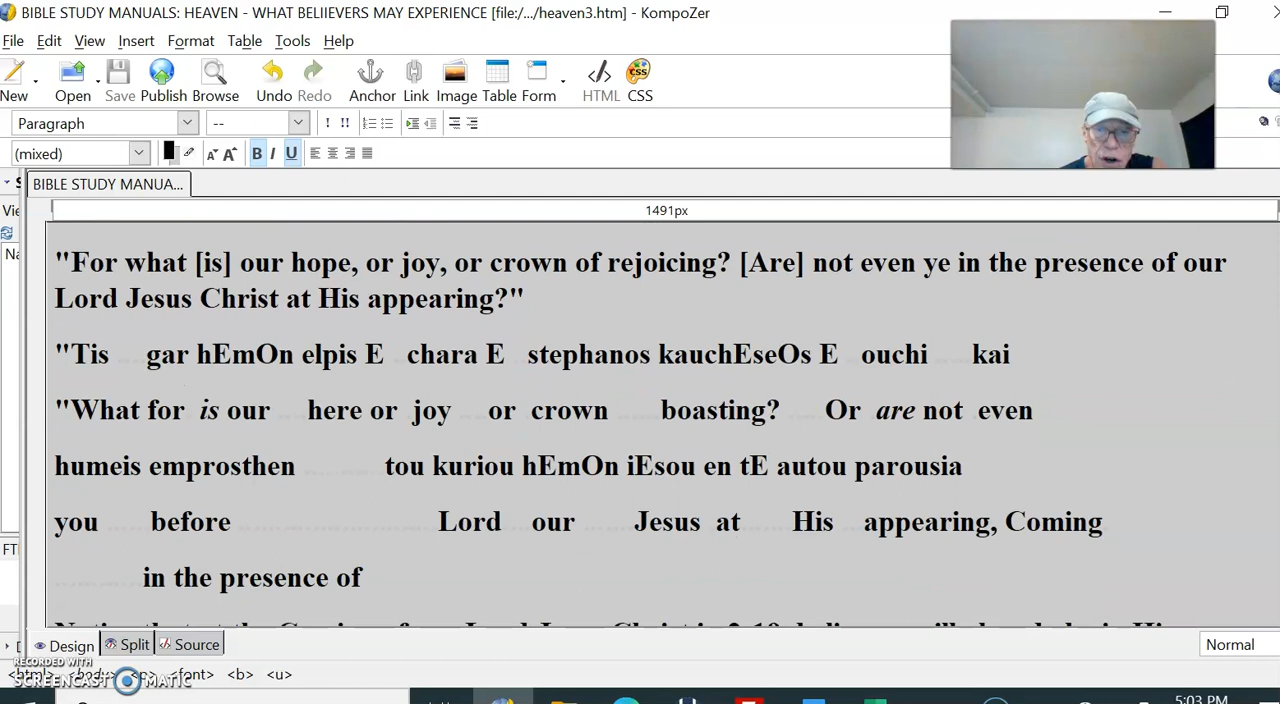 BIBLE STUDY MANUALS: HEAVEN - WHAT BELIIEVERS MAY EXPERIENCE [file:/.../heaven3.htm] - KompoZer
File Edit View Insert Format Table Tools Help
New Open Save Publish Browse Undo Redo Anchor Link Image Table Form HTML CSS
Paragraph -- ! !!
(mixed) A A B I U
BIBLE STUDY MANUA...
1491px
"For what [is] our hope, or joy, or crown of rejoicing? [Are] not even ye in the presence of our
Lord Jesus Christ at His appearing?"
"Tis gar hEmOn elpis E chara E stephanos kauchEseOs E ouchi kai
"What for is our here or joy or crown boasting? Or are not even
humeis emprosthen tou kuriou hEmOn iEsou en tE autou parousia
you before Lord our Jesus at His appearing, Coming
in the presence of
Design Split Source
Normal
<html> <body> <p> <font> <b> <u>
RECORDED WITH
SCREENCAST MATIC
5:03 PM